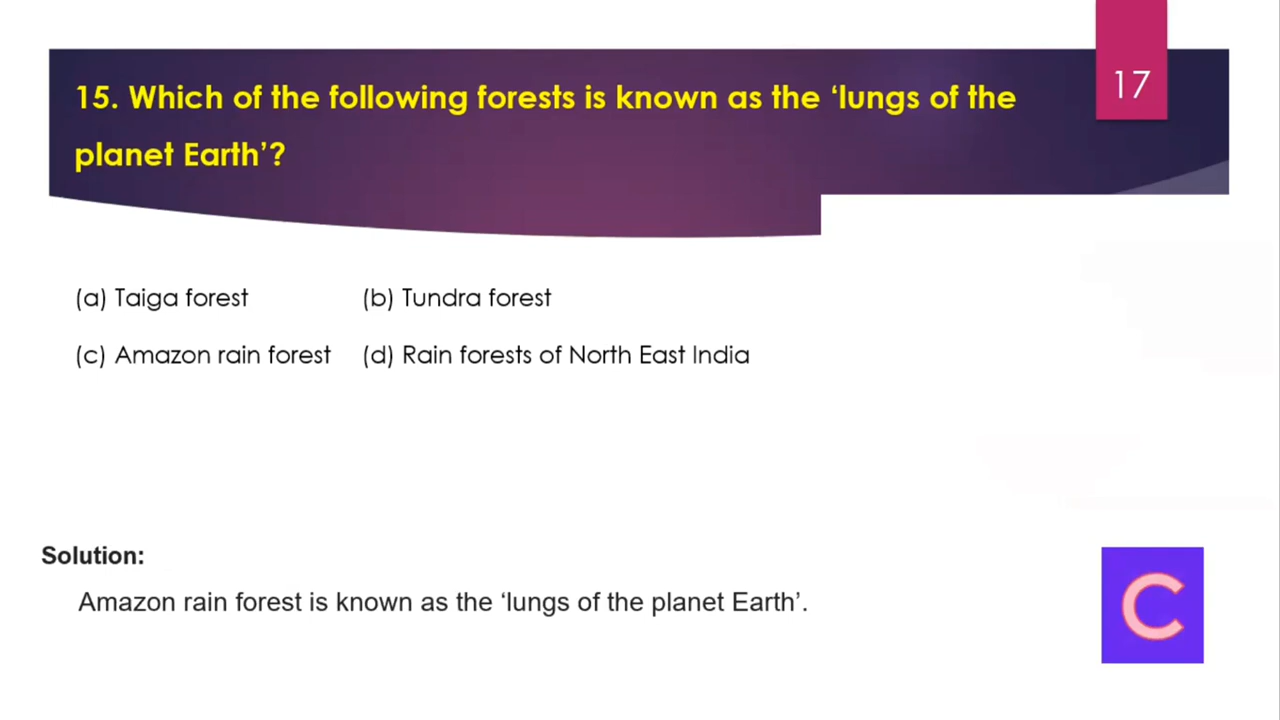 17
15. Which of the following forests is known as the ‘lungs of the
planet Earth’?
(a) Taiga forest (b) Tundra forest
(c) Amazon rain forest (d) Rain forests of North East India
Solution:
Amazon rain forest is known as the ‘lungs of the planet Earth’.
C